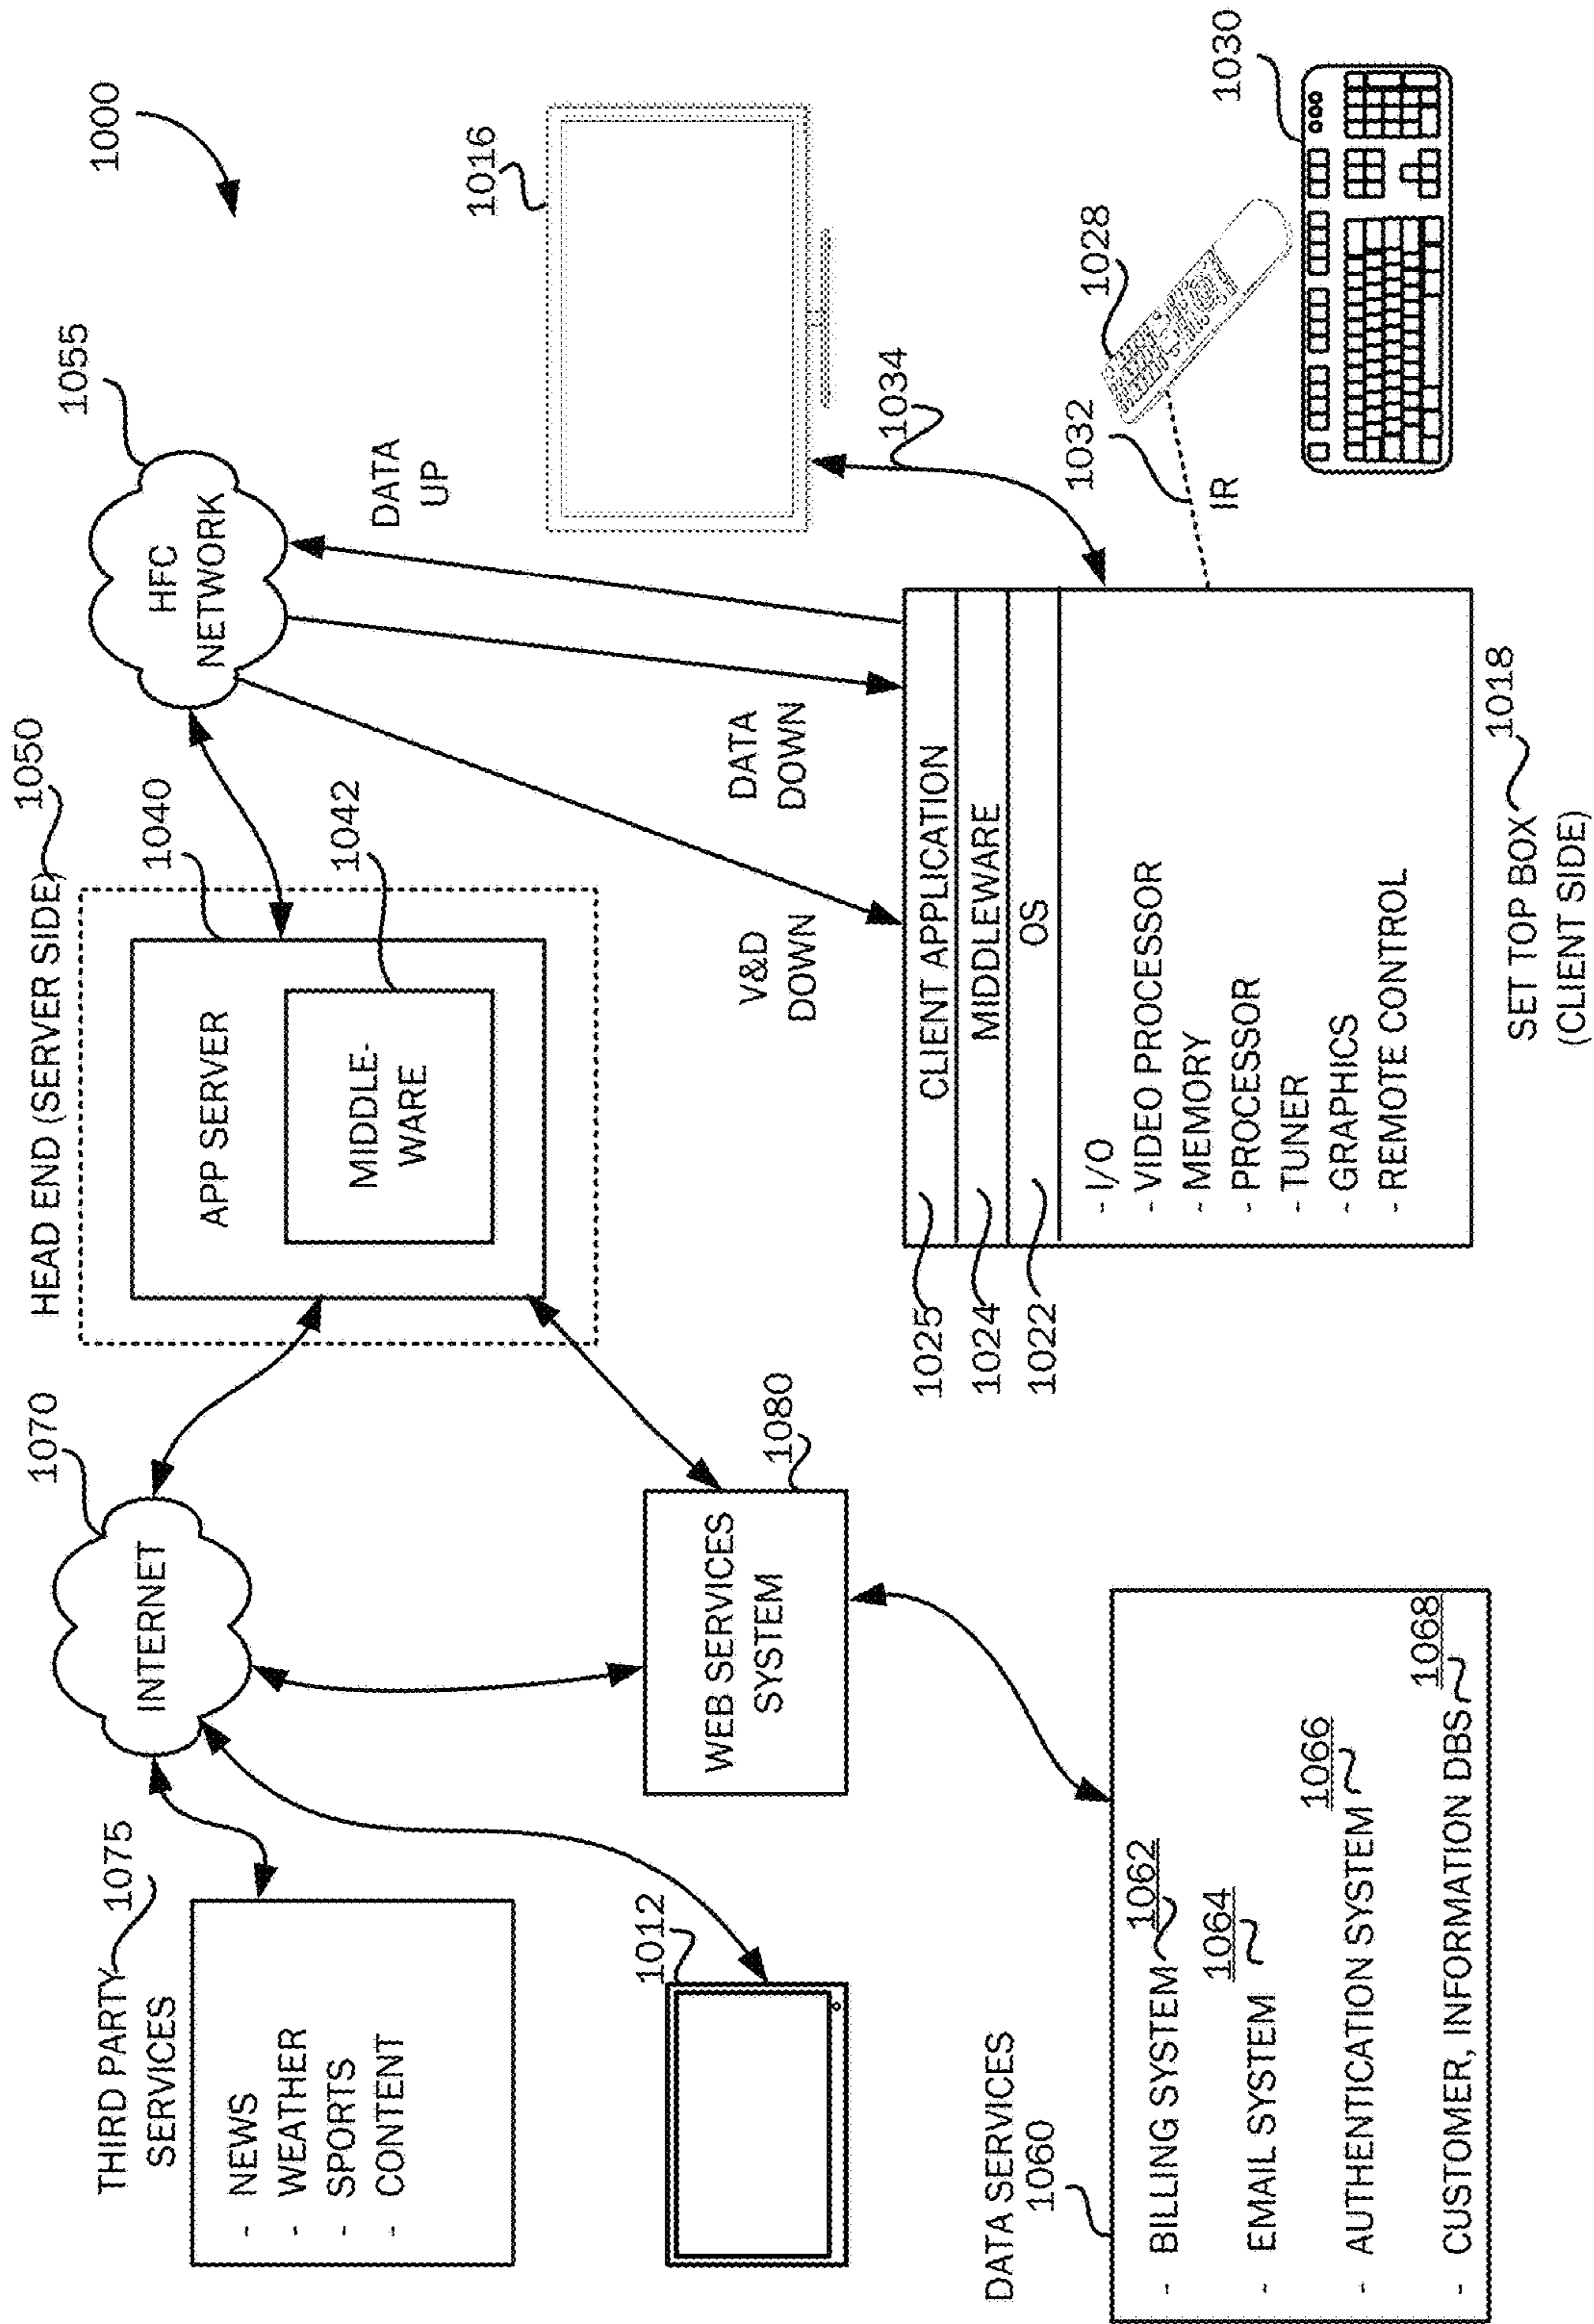 1000
THIRD PARTY
SERVICES
1075
- NEWS
- WEATHER
- SPORTS
- CONTENT
1012
INTERNET
1070
HEAD END (SERVER SIDE)
1050
1040
APP SERVER
1042
MIDDLE-
WARE
HFC
NETWORK
1055
WEB SERVICES
SYSTEM
1080
DATA
UP
DATA
DOWN
V&D
DOWN
1016
1034
DATA SERVICES
1060
- BILLING SYSTEM 1062
- EMAIL SYSTEM 1064
- AUTHENTICATION SYSTEM 1066
- CUSTOMER, INFORMATION DBS 1068
1025
CLIENT APPLICATION
1024
MIDDLEWARE
1022
OS
- I/O
- VIDEO PROCESSOR
- MEMORY
- PROCESSOR
- TUNER
- GRAPHICS
- REMOTE CONTROL
SET TOP BOX 1018
(CLIENT SIDE)
1032
IR
1028
1030